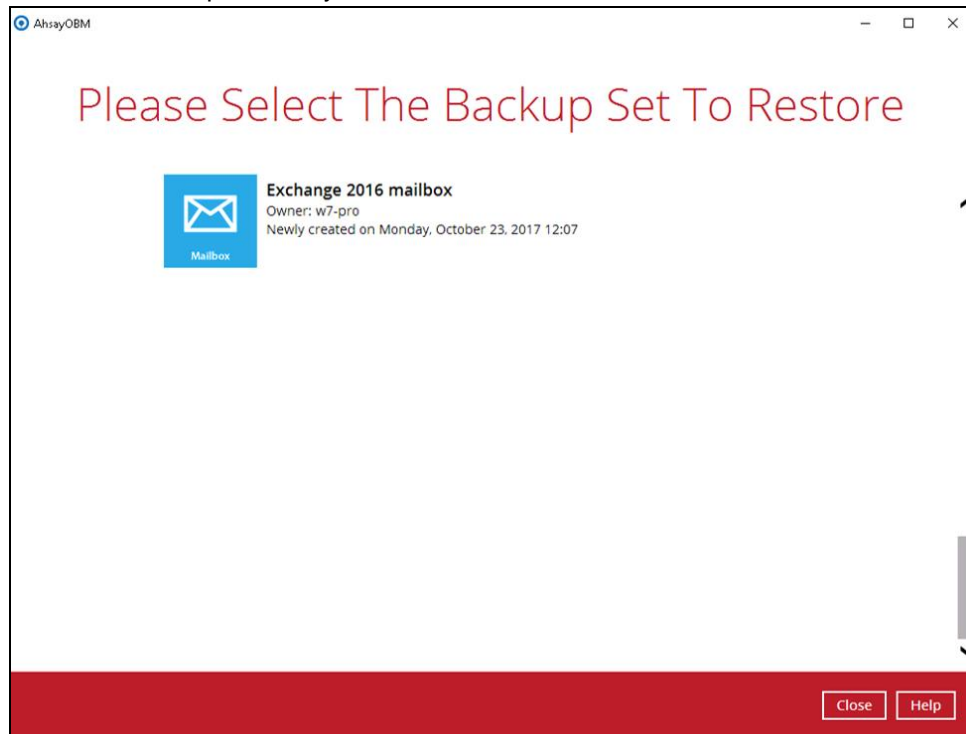 AhsayOBM
Please Select The Backup Set To Restore
Exchange 2016 mailbox
Owner: w7-pro
Newly created on Monday, October 23, 2017 12:07
Mailbox
Close Help